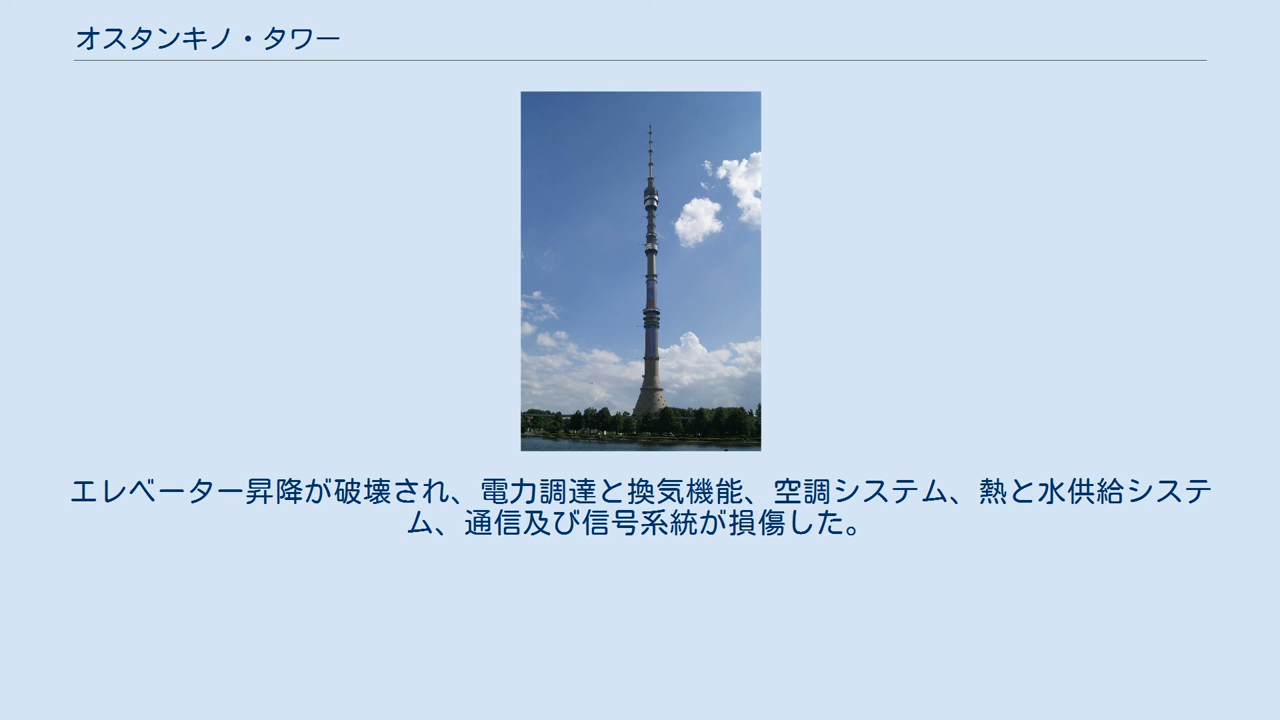 オスタンキノ・タワー
エレベーター昇降が破壊され、電力調達と換気機能、空調システム、熱と水供給システ
ム、通信及び信号系統が損傷した。